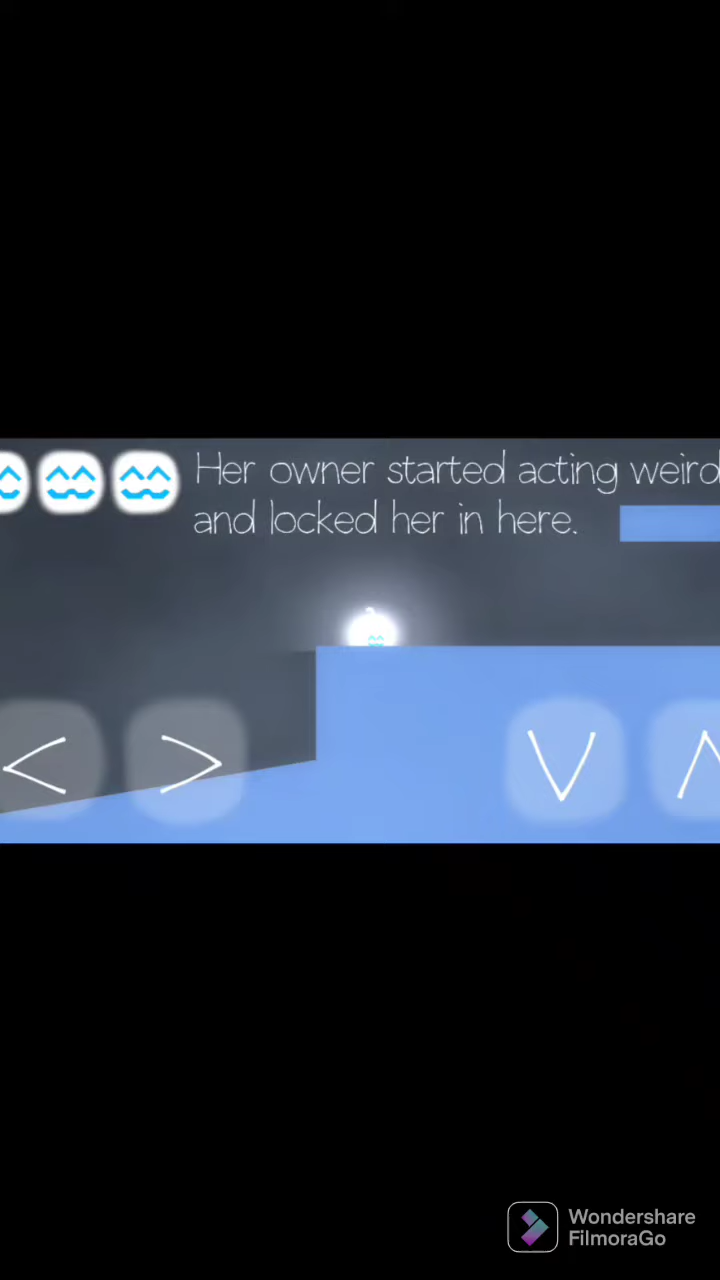 Her owner started acting weird
and locked her in here.
Wondershare
FilmoraGo